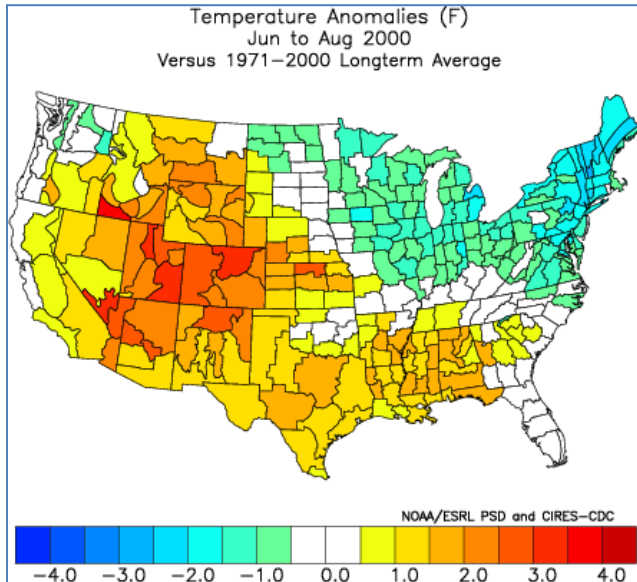 Temperature Anomalies (F)
Jun to Aug 2000
Versus 1971−2000 Longterm Average
NOAA/ESRL PSD and CIRES−CDC
−4.0 −3.0 −2.0 −1.0 0.0 1.0 2.0 3.0 4.0